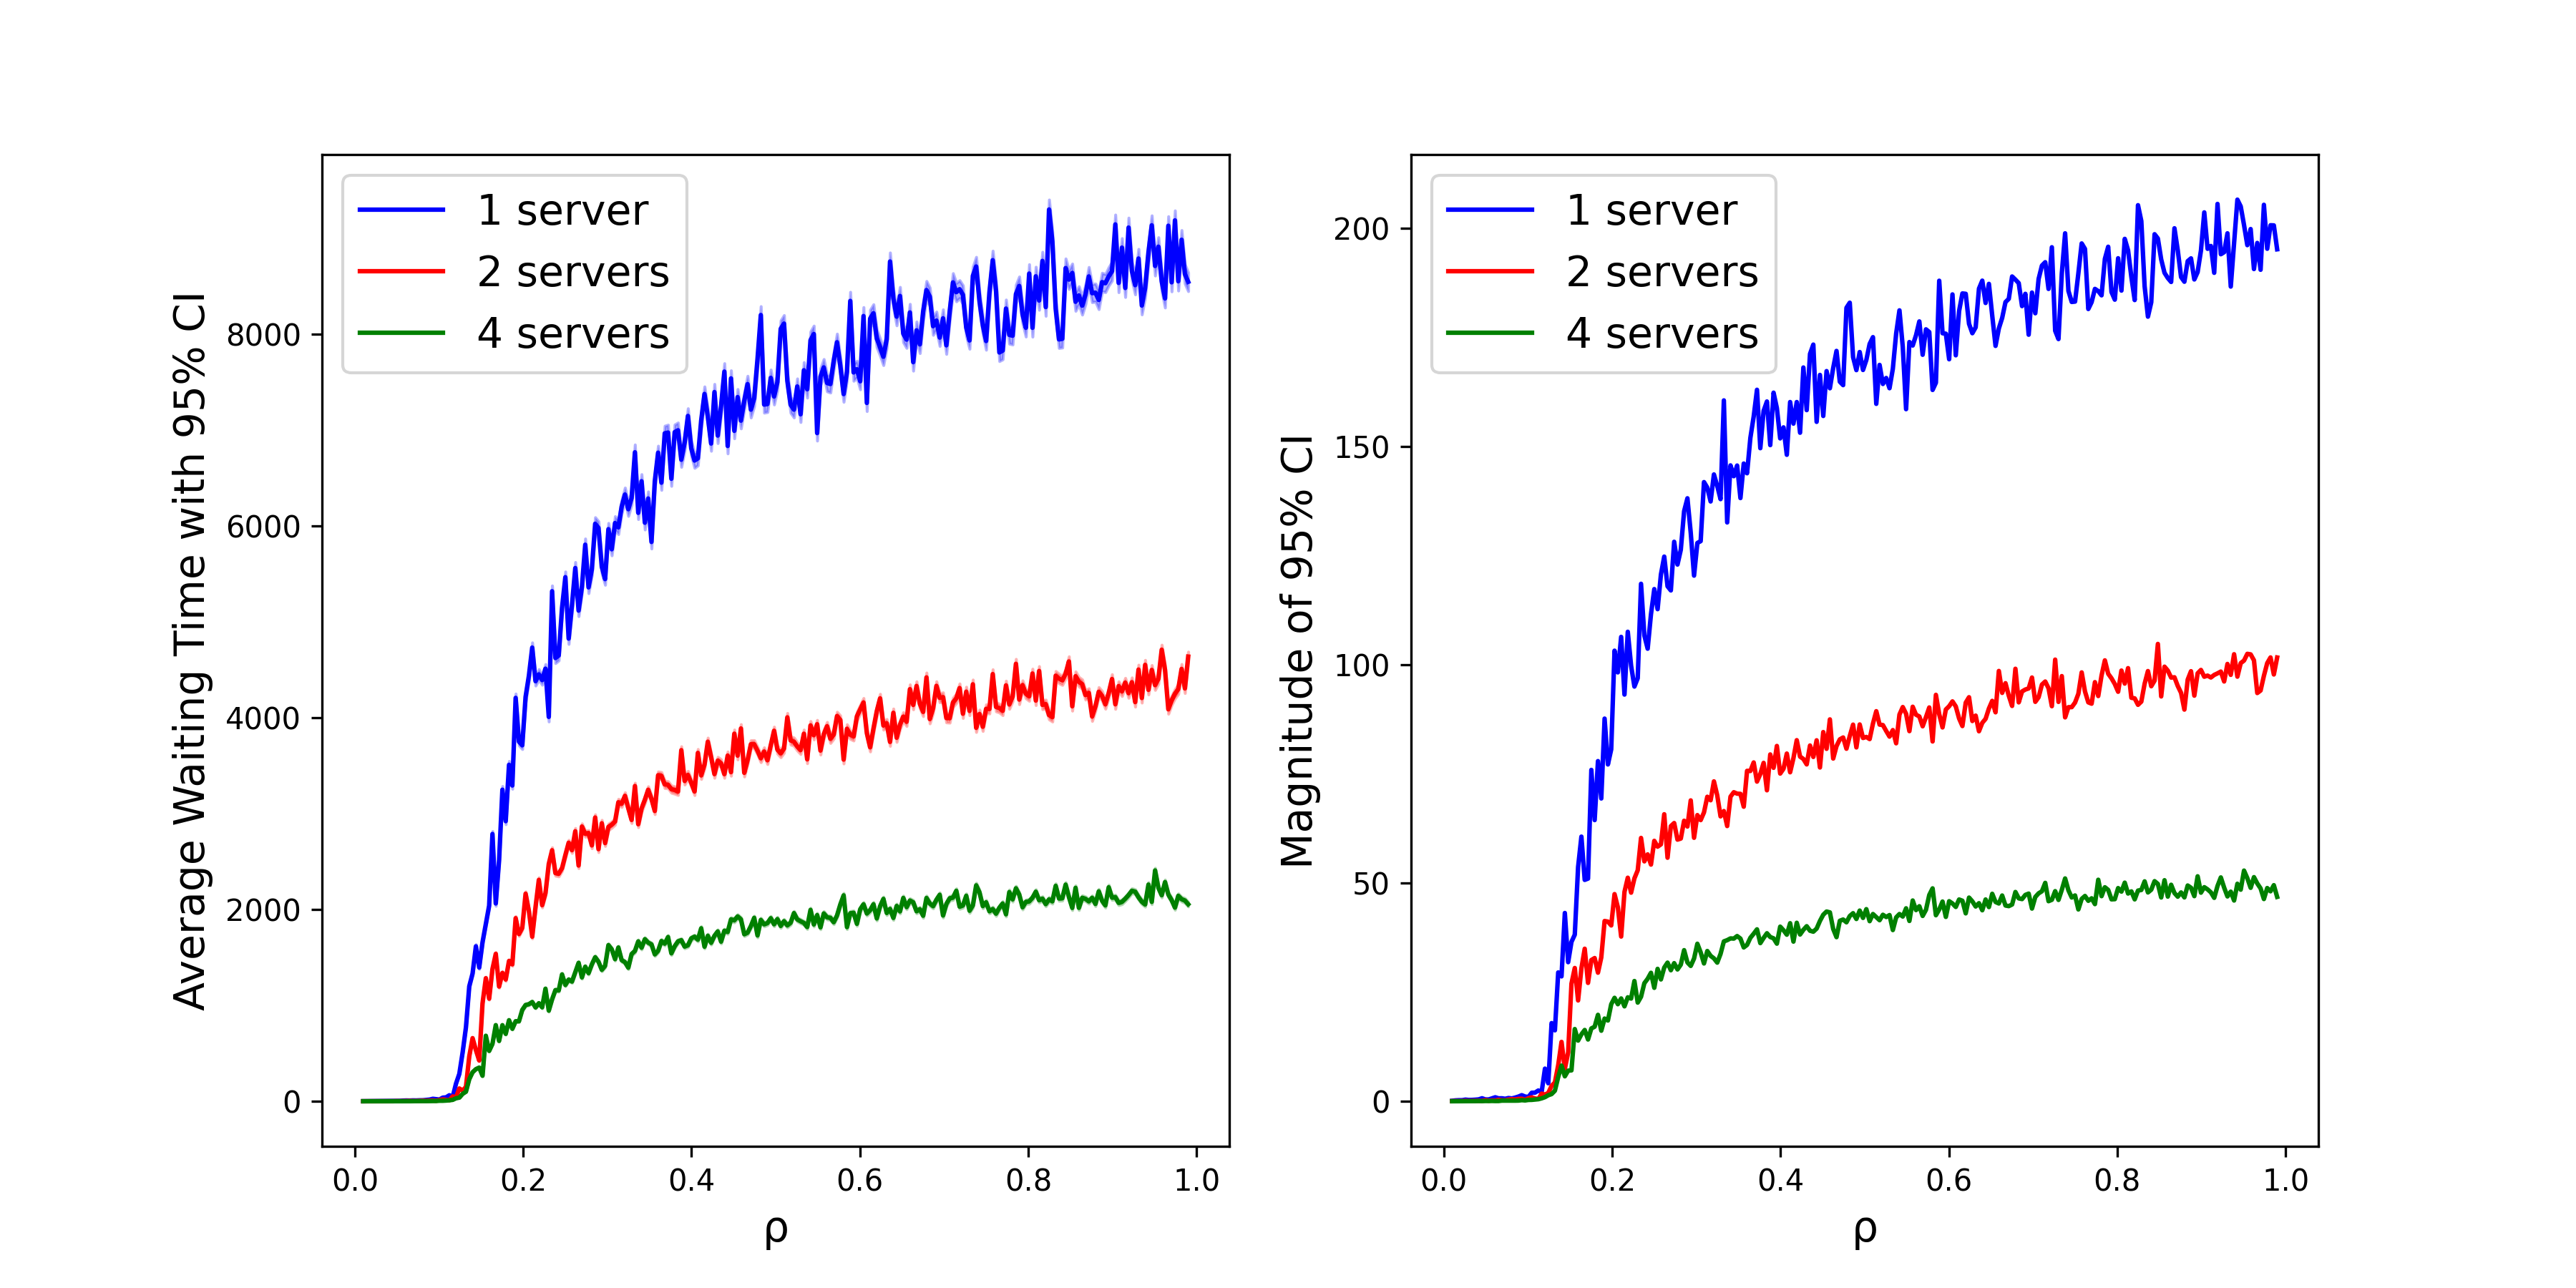 Average Waiting Time with 95% CI
8000
6000
4000
2000
0
1 server
2 servers
4 servers
0.0 0.2 0.4 0.6 0.8 1.0
ρ
Magnitude of 95% CI
200
150
100
50
0
1 server
2 servers
4 servers
0.0 0.2 0.4 0.6 0.8 1.0
ρ